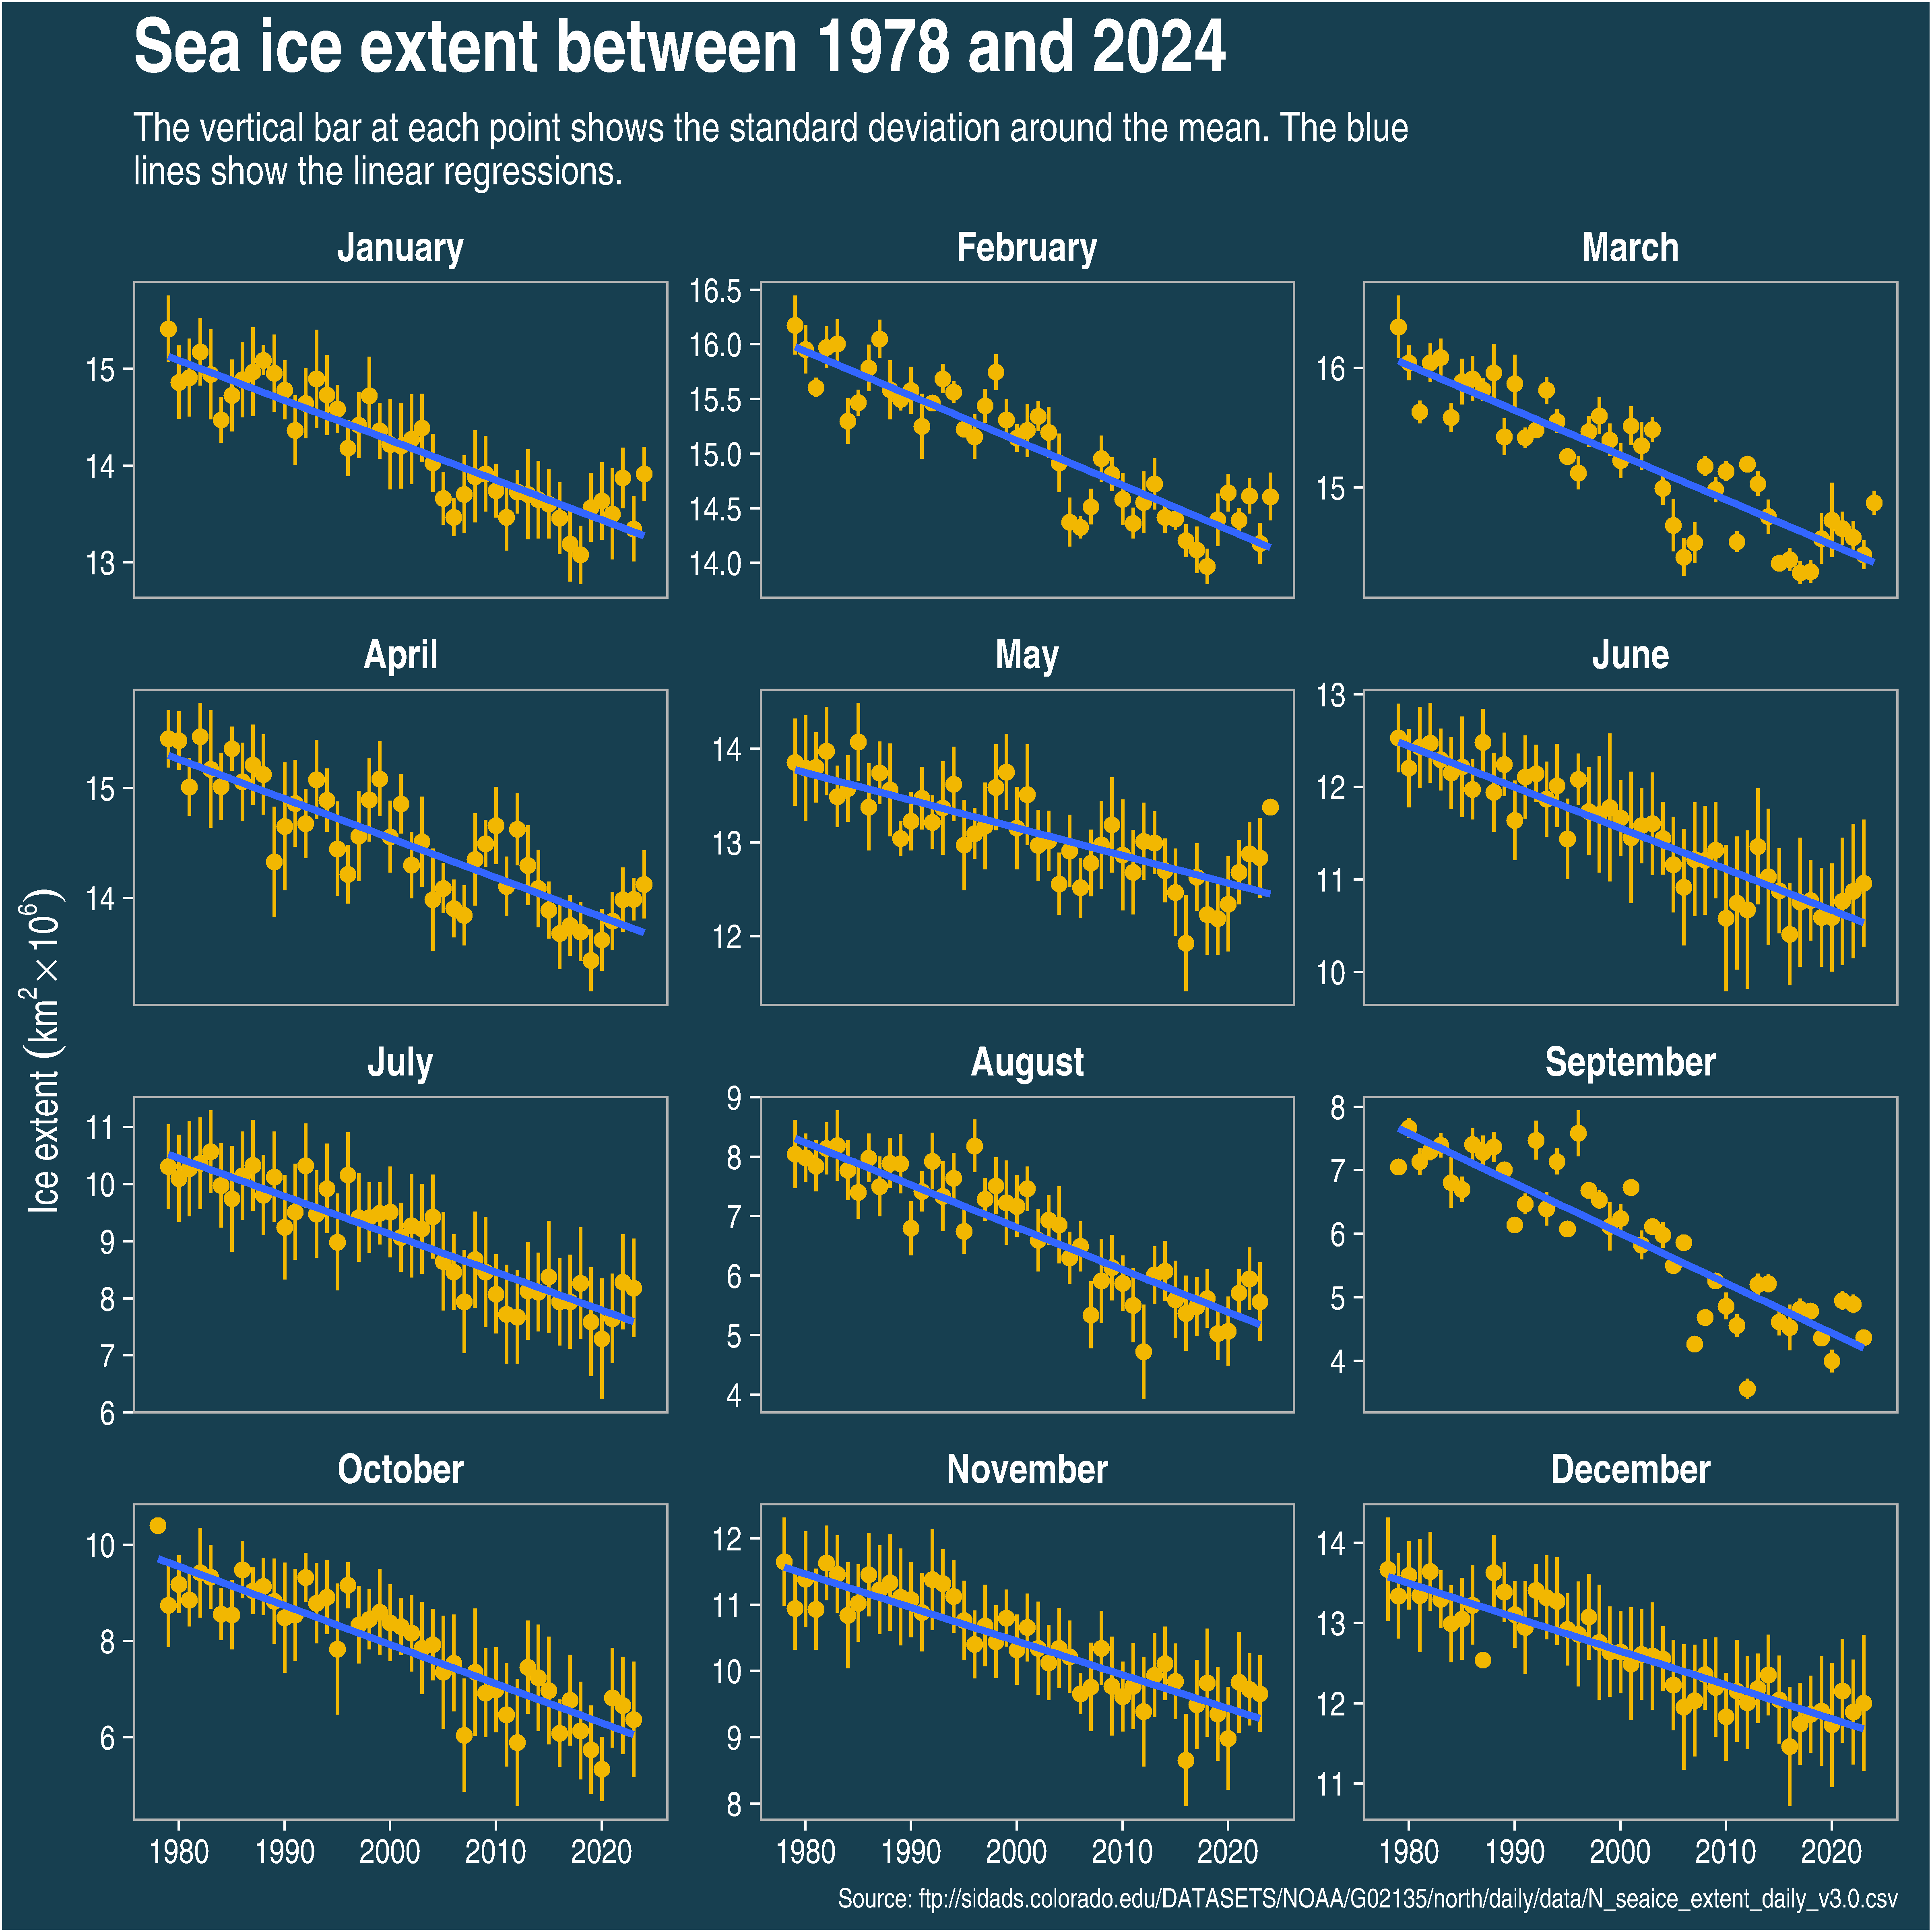 Sea ice extent between 1978 and 2024
The vertical bar at each point shows the standard deviation around the mean. The blue
lines show the linear regressions.
January
February
March
15
14
13
16.5
16.0
15.5
15.0
14.5
14.0
16
15
April
May
June
15
14
14
13
12
13
12
11
10
Ice extent (km² × 10⁶)
July
August
September
11
10
9
8
7
6
9
8
7
6
5
4
8
7
6
5
4
October
November
December
10
8
6
12
11
10
9
8
14
13
12
11
1980 1990 2000 2010 2020
1980 1990 2000 2010 2020
1980 1990 2000 2010 2020
Source: ftp://sidads.colorado.edu/DATASETS/NOAA/G02135/north/daily/data/N_seaice_extent_daily_v3.0.csv